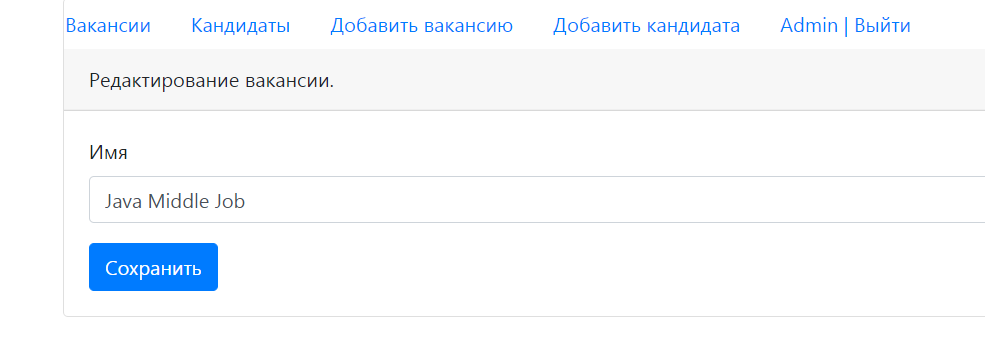 Вакансии Кандидаты Добавить вакансию Добавить кандидата Admin | Выйти
Редактирование вакансии.
Имя
Java Middle Job
Сохранить